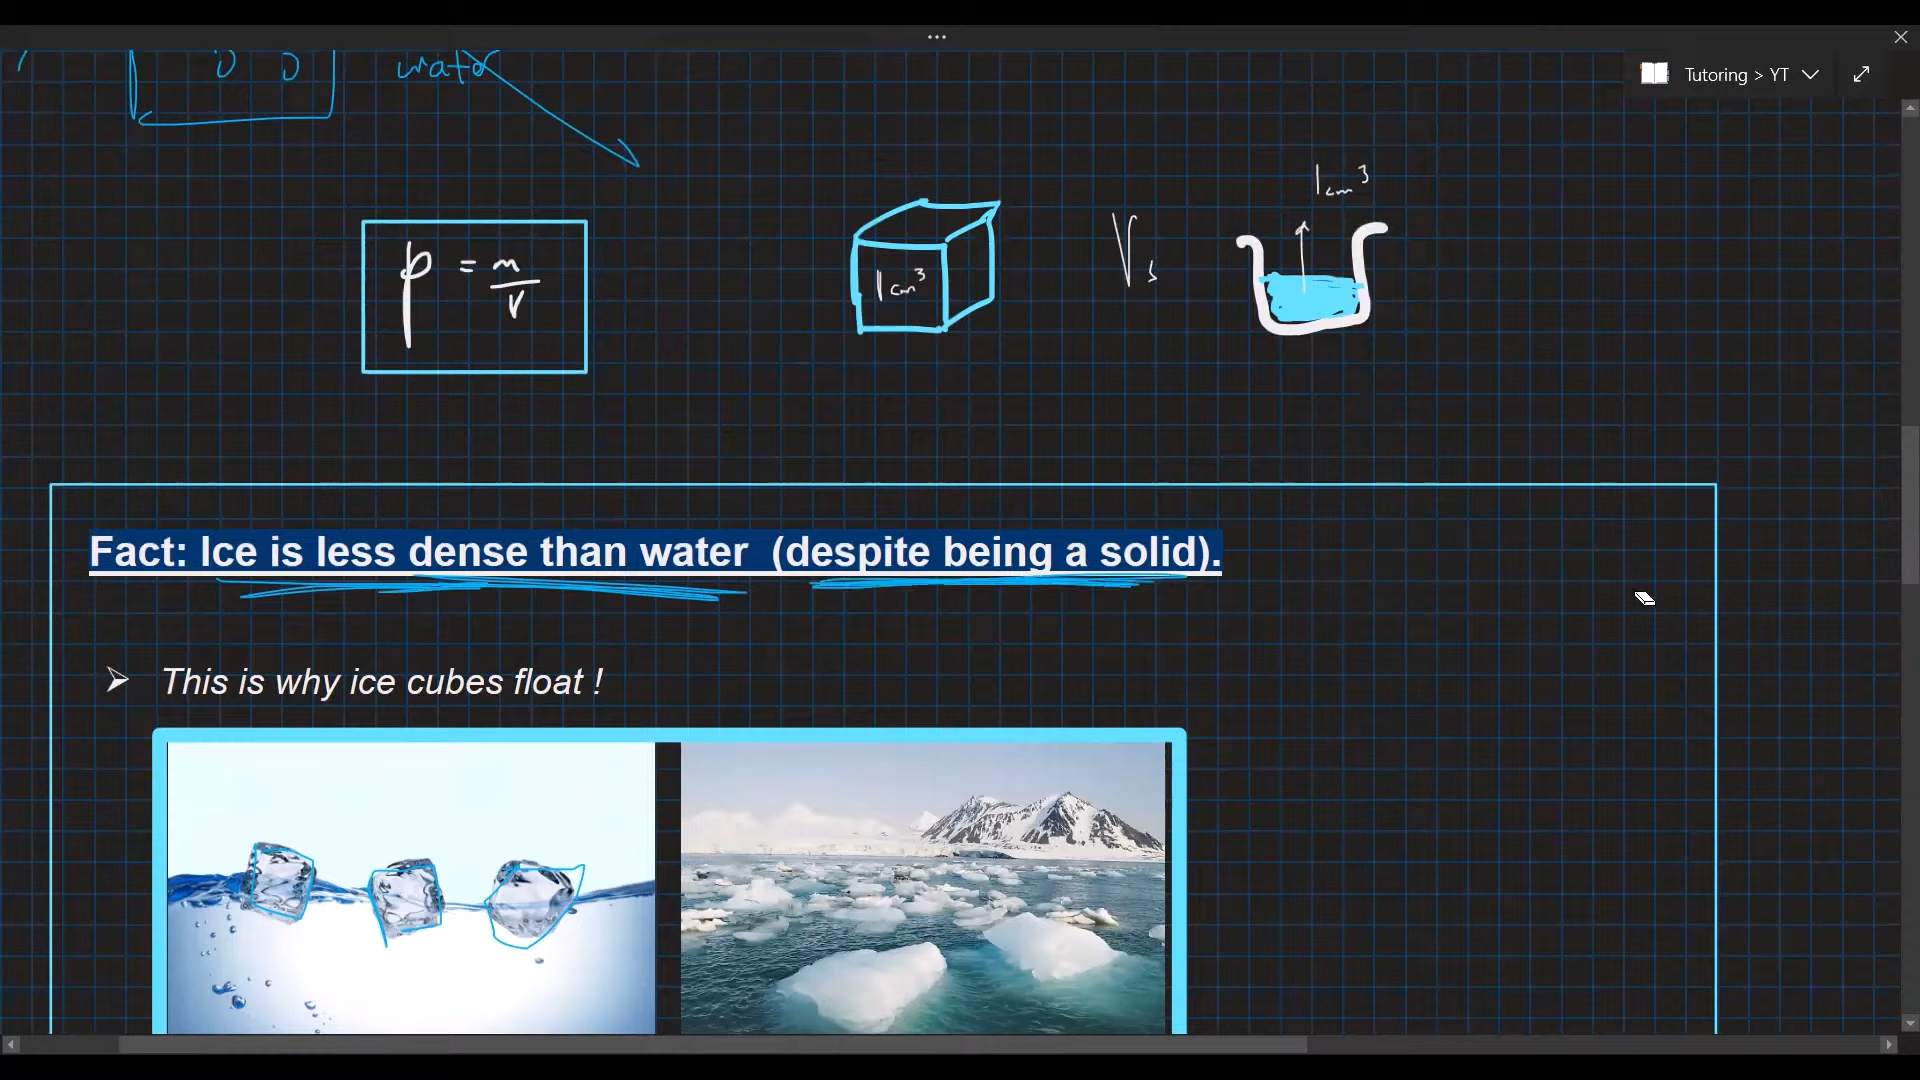 Tutoring > YT
water
1cm³
ρ = m/V
1cm³
Vs
Fact: Ice is less dense than water (despite being a solid).
This is why ice cubes float !